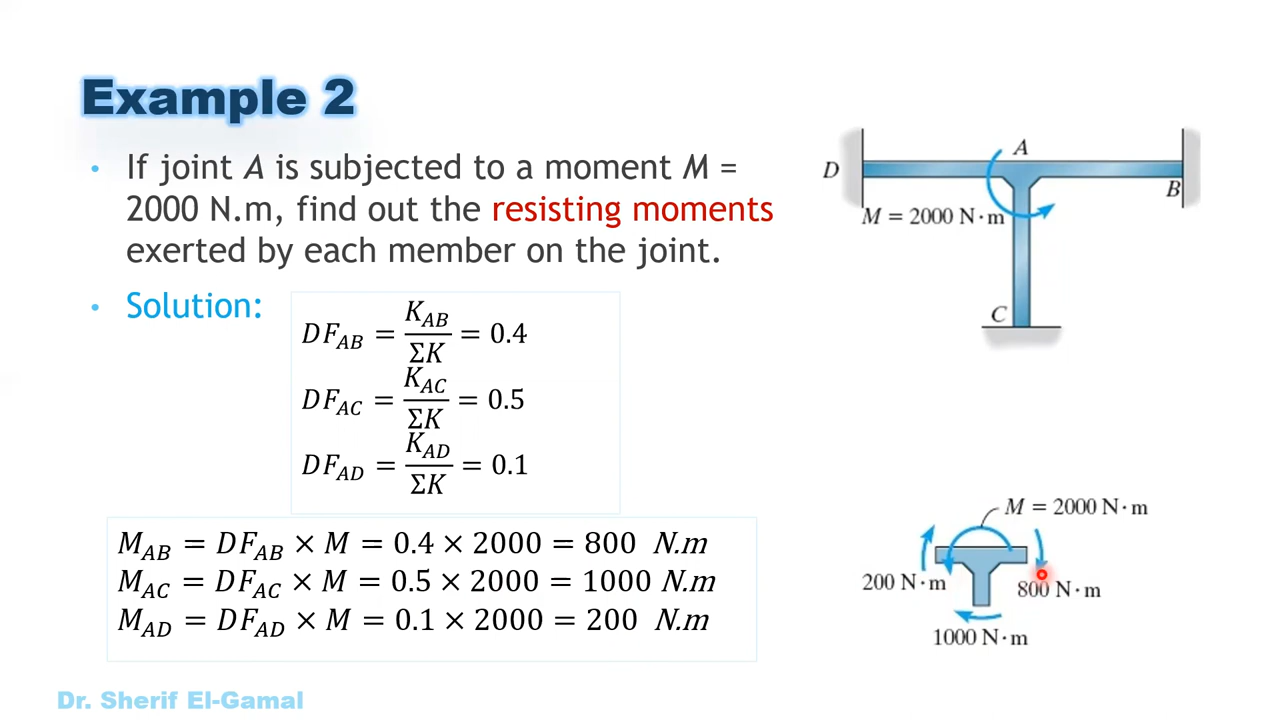 Example 2
• If joint A is subjected to a moment M =
2000 N.m, find out the resisting moments
exerted by each member on the joint.
• Solution:
DF_AB = K_AB / ΣK = 0.4
DF_AC = K_AC / ΣK = 0.5
DF_AD = K_AD / ΣK = 0.1
M_AB = DF_AB × M = 0.4 × 2000 = 800 N.m
M_AC = DF_AC × M = 0.5 × 2000 = 1000 N.m
M_AD = DF_AD × M = 0.1 × 2000 = 200 N.m
A
D
B
M = 2000 N·m
C
M = 2000 N·m
200 N·m
800 N·m
1000 N·m
Dr. Sherif El-Gamal